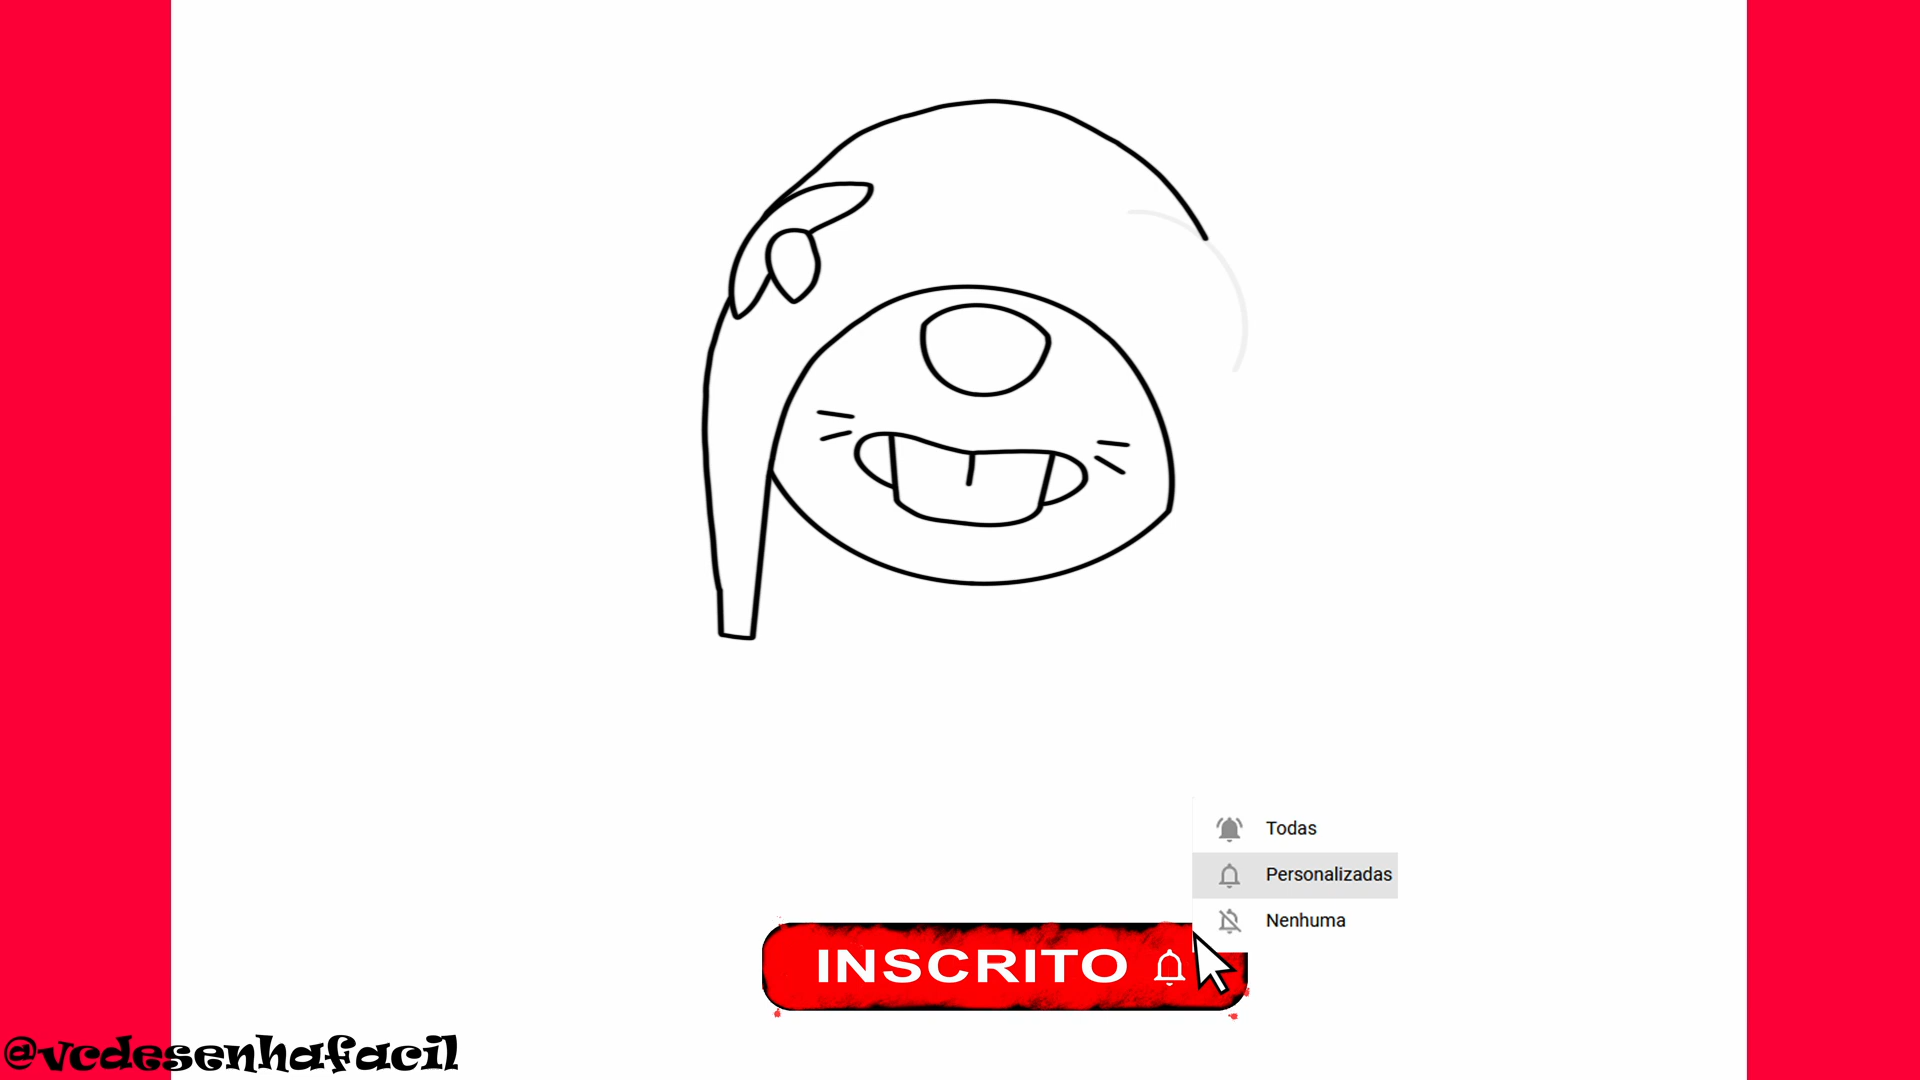 Todas
Personalizadas
Nenhuma
INSCRITO
@vcdesenhafacil